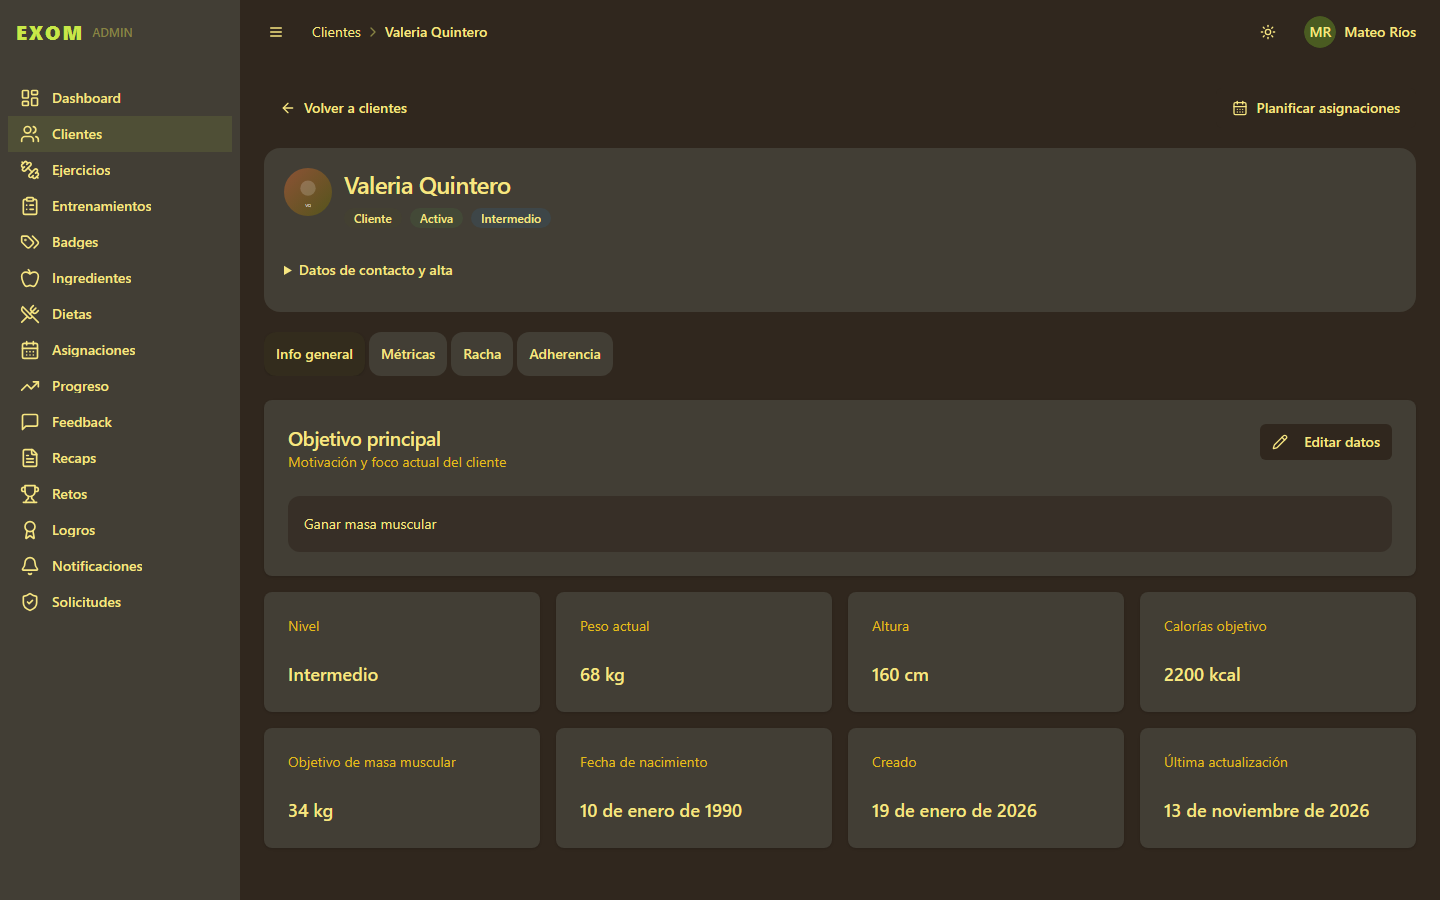 EXOM ADMIN
Clientes > Valeria Quintero
MR Mateo Ríos
Dashboard
Clientes
Ejercicios
Entrenamientos
Badges
Ingredientes
Dietas
Asignaciones
Progreso
Feedback
Recaps
Retos
Logros
Notificaciones
Solicitudes
Volver a clientes
Planificar asignaciones
VQ
Valeria Quintero
Cliente Activa Intermedio
Datos de contacto y alta
Info general Métricas Racha Adherencia
Objetivo principal
Motivación y foco actual del cliente
Editar datos
Ganar masa muscular
Nivel
Intermedio
Peso actual
68 kg
Altura
160 cm
Calorías objetivo
2200 kcal
Objetivo de masa muscular
34 kg
Fecha de nacimiento
10 de enero de 1990
Creado
19 de enero de 2026
Última actualización
13 de noviembre de 2026